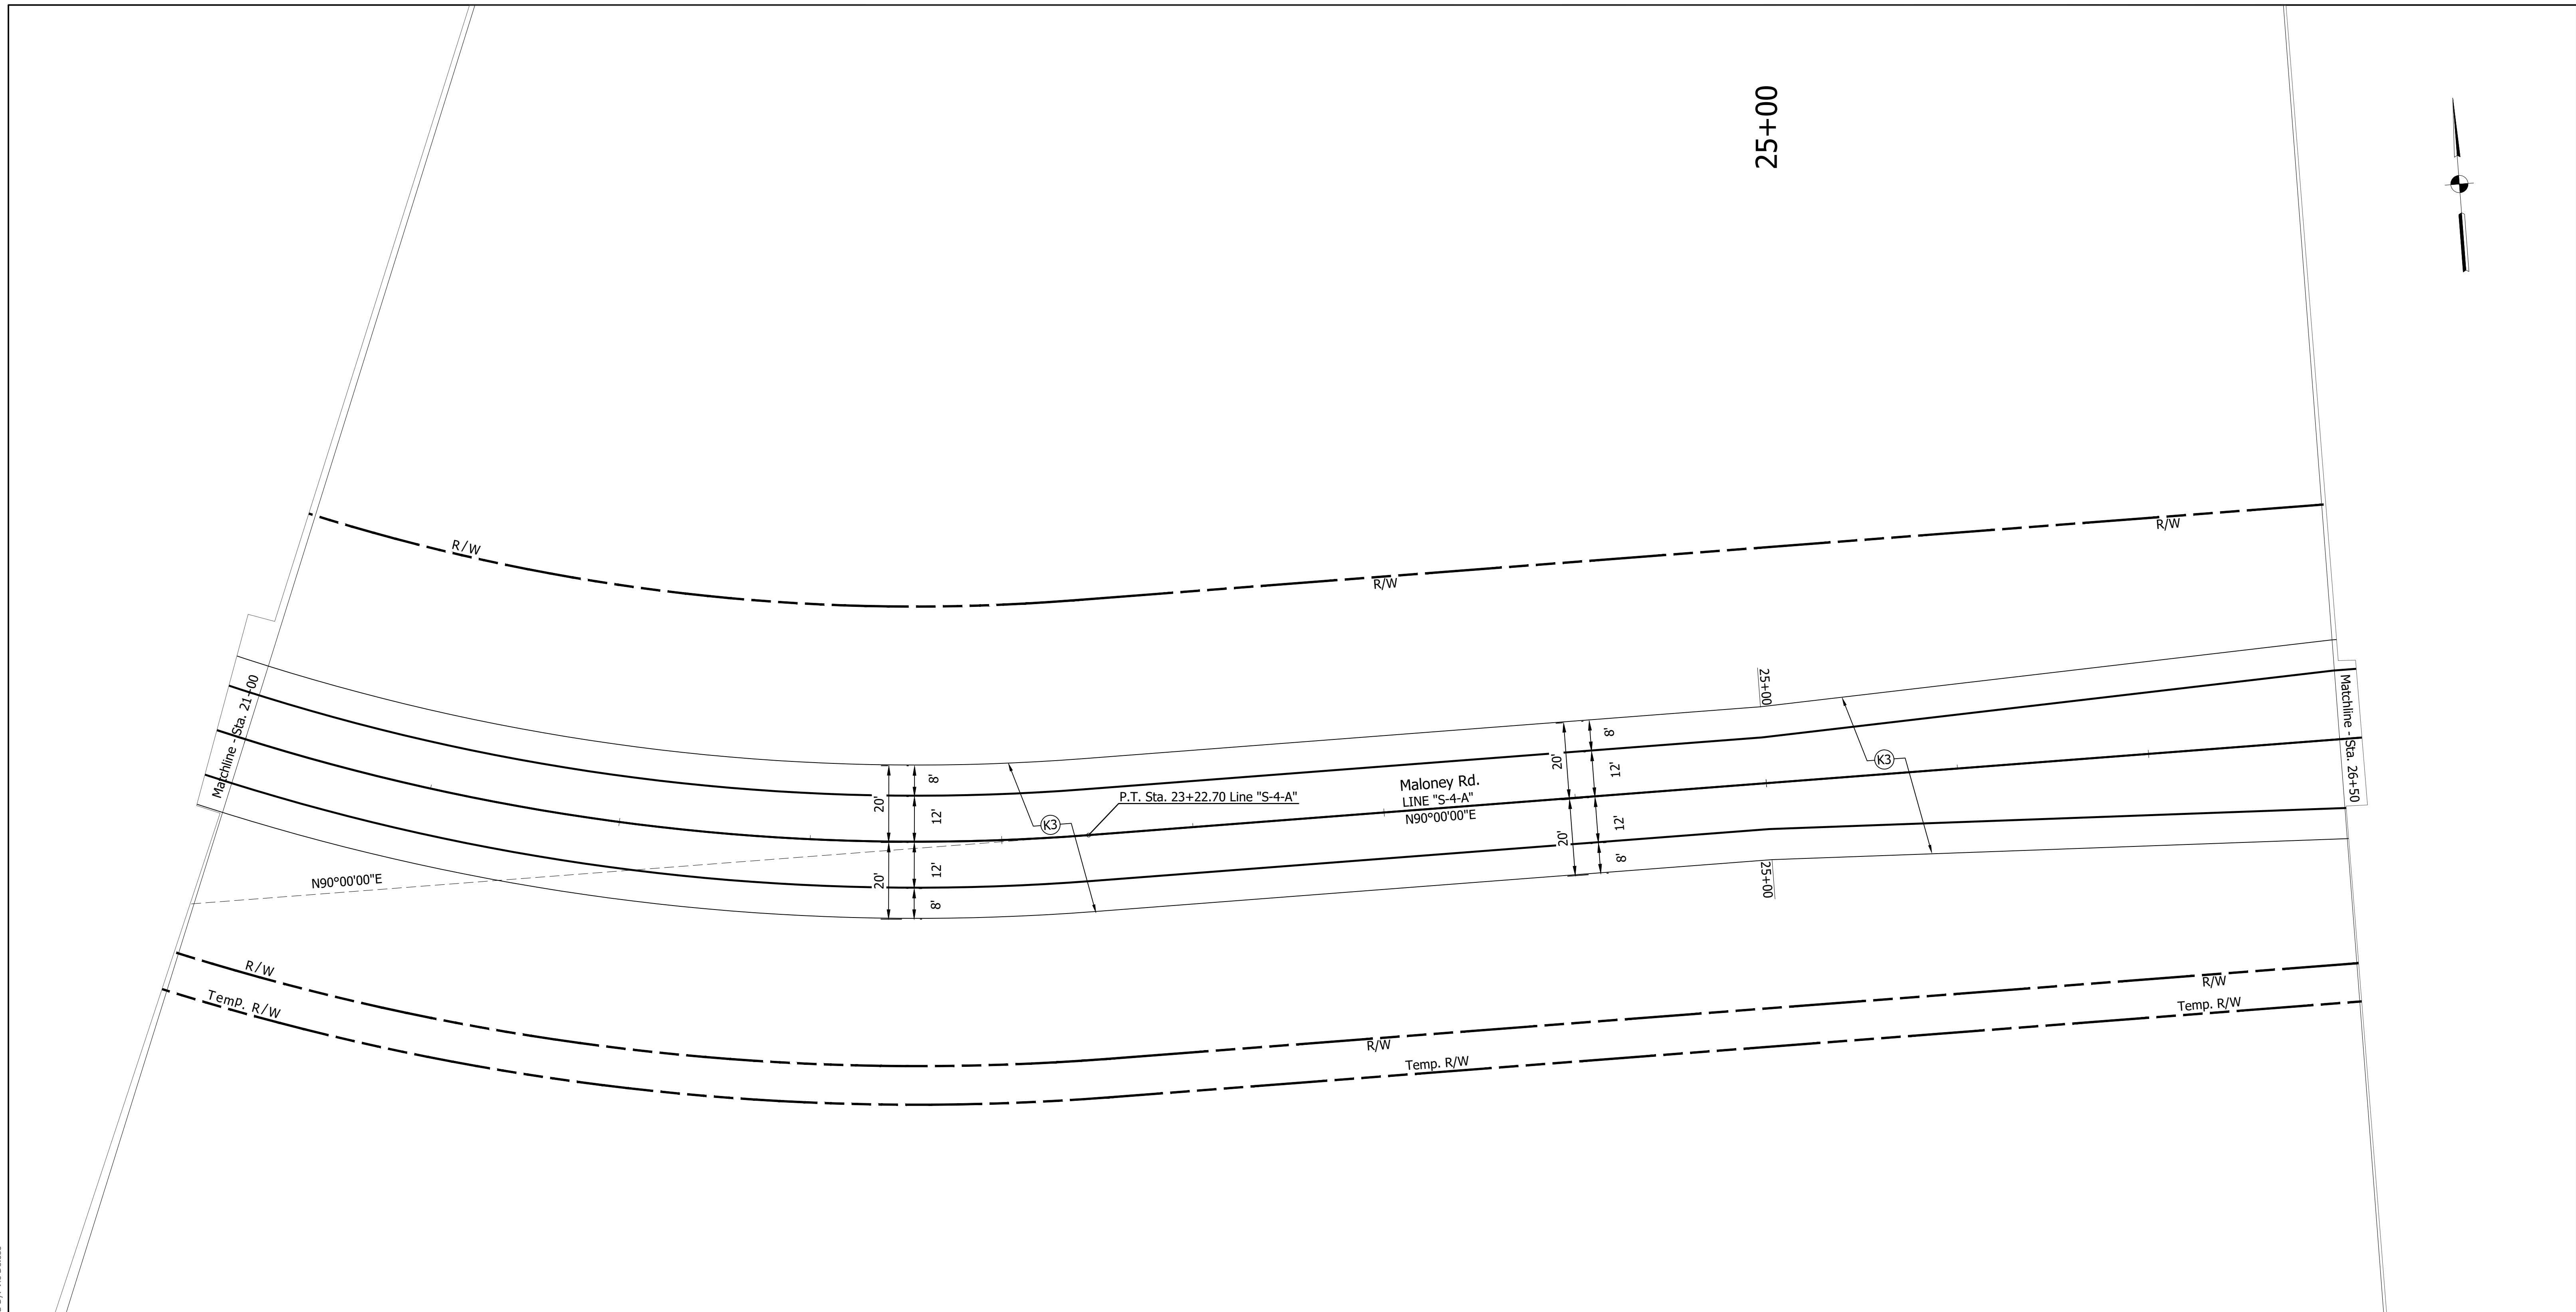 25+00
R/W
R/W
R/W
Matchline - Sta. 21+00
25+00
Matchline - Sta. 26+50
8'
20'
12'
12'
20'
8'
K3
P.T. Sta. 23+22.70 Line "S-4-A"
Maloney Rd.
LINE "S-4-A"
N90°00'00"E
8'
20'
12'
12'
20'
8'
K3
25+00
N90°00'00"E
R/W
Temp. R/W
R/W
Temp. R/W
R/W
Temp. R/W